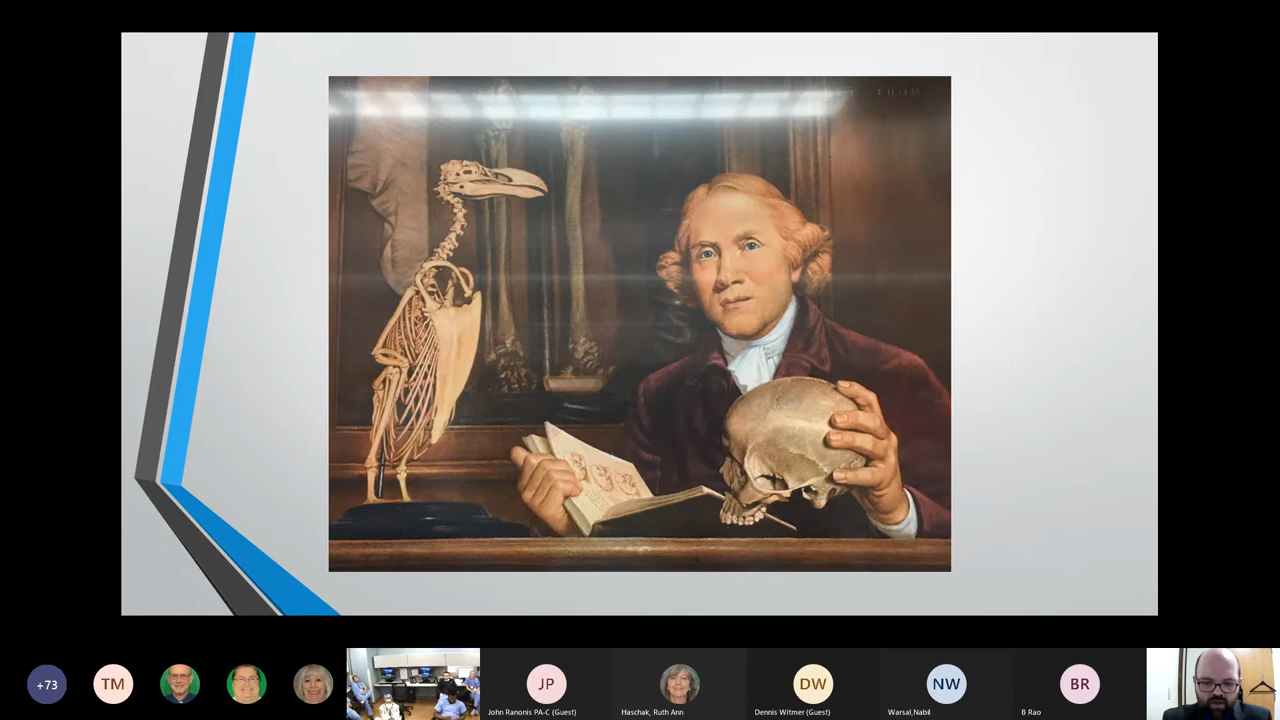 THOM
+73
TM
JP
DW
NW
BR
John Ranonis PA-C (Guest)
Haschak, Ruth Ann
Dennis Witmer (Guest)
Warsal,Nabil
B Rao